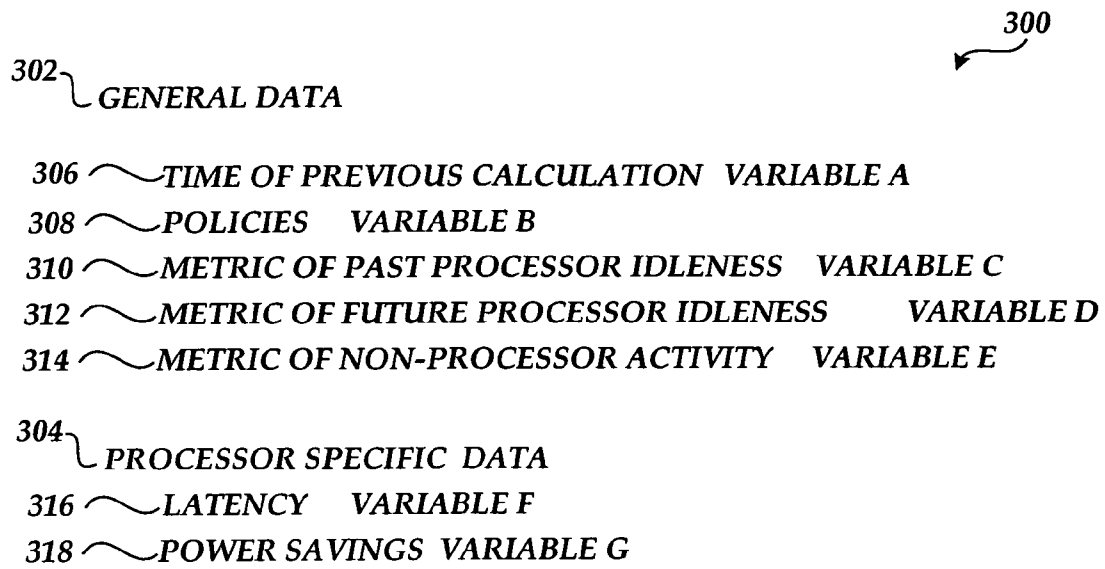 300
302
GENERAL DATA
306 TIME OF PREVIOUS CALCULATION VARIABLE A
308 POLICIES VARIABLE B
310 METRIC OF PAST PROCESSOR IDLENESS VARIABLE C
312 METRIC OF FUTURE PROCESSOR IDLENESS VARIABLE D
314 METRIC OF NON-PROCESSOR ACTIVITY VARIABLE E
304
PROCESSOR SPECIFIC DATA
316 LATENCY VARIABLE F
318 POWER SAVINGS VARIABLE G